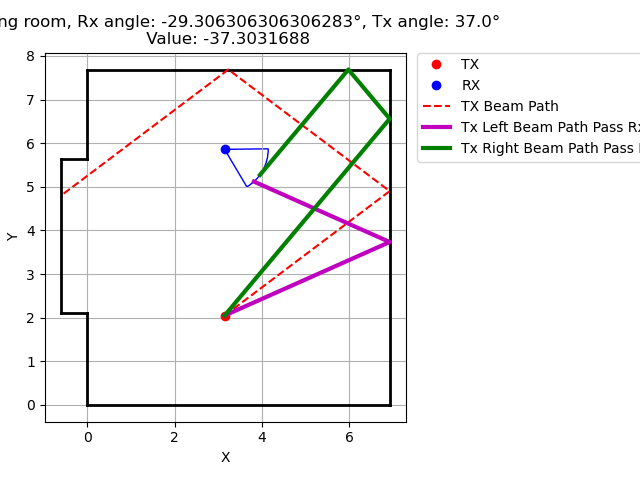 ng room, Rx angle: -29.306306306306283°, Tx angle: 37.0°
Value: -37.3031688
8
7
6
5
4
3
2
1
0
Y
0 2 4 6
X
TX
RX
TX Beam Path
Tx Left Beam Path Pass Rx
Tx Right Beam Path Pass